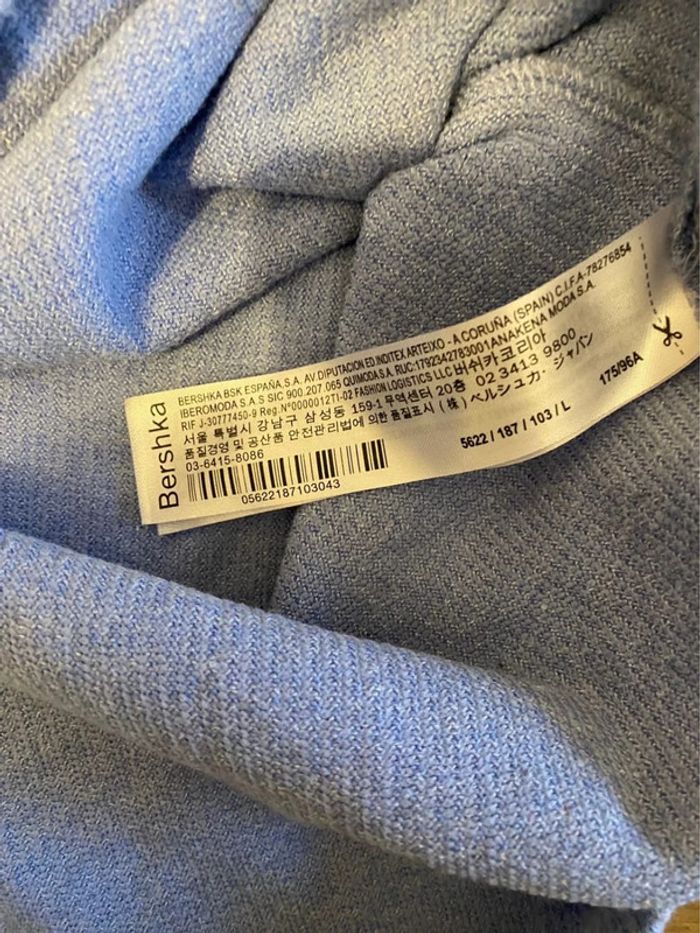 Bershka
BERSHKA BSK ESPAÑA, S.A. AV. DIPUTACION ED. INDITEX ARTEIXO - A CORUÑA (SPAIN) C.I.F.A-78276854
IBEROMODA S.A.S SIC 900.207.065 QUIMODA S.A. RUC:1792342783001 ANAKENA MODA S.A.
RIF J-30777450-9 Reg.Nº0000012TI-02 FASHION LOGISTICS LLC 버쉬카코리아
서울 특별시 강남구 삼성동 159-1 무역센터 20층 02 3413 9800
품질경영 및 공산품 안전관리법에 의한 품질표시 (株) ベルシュカ・ジャパン
03-6415-8086
05622187103043
5622 / 187 / 103 / L
175/96A